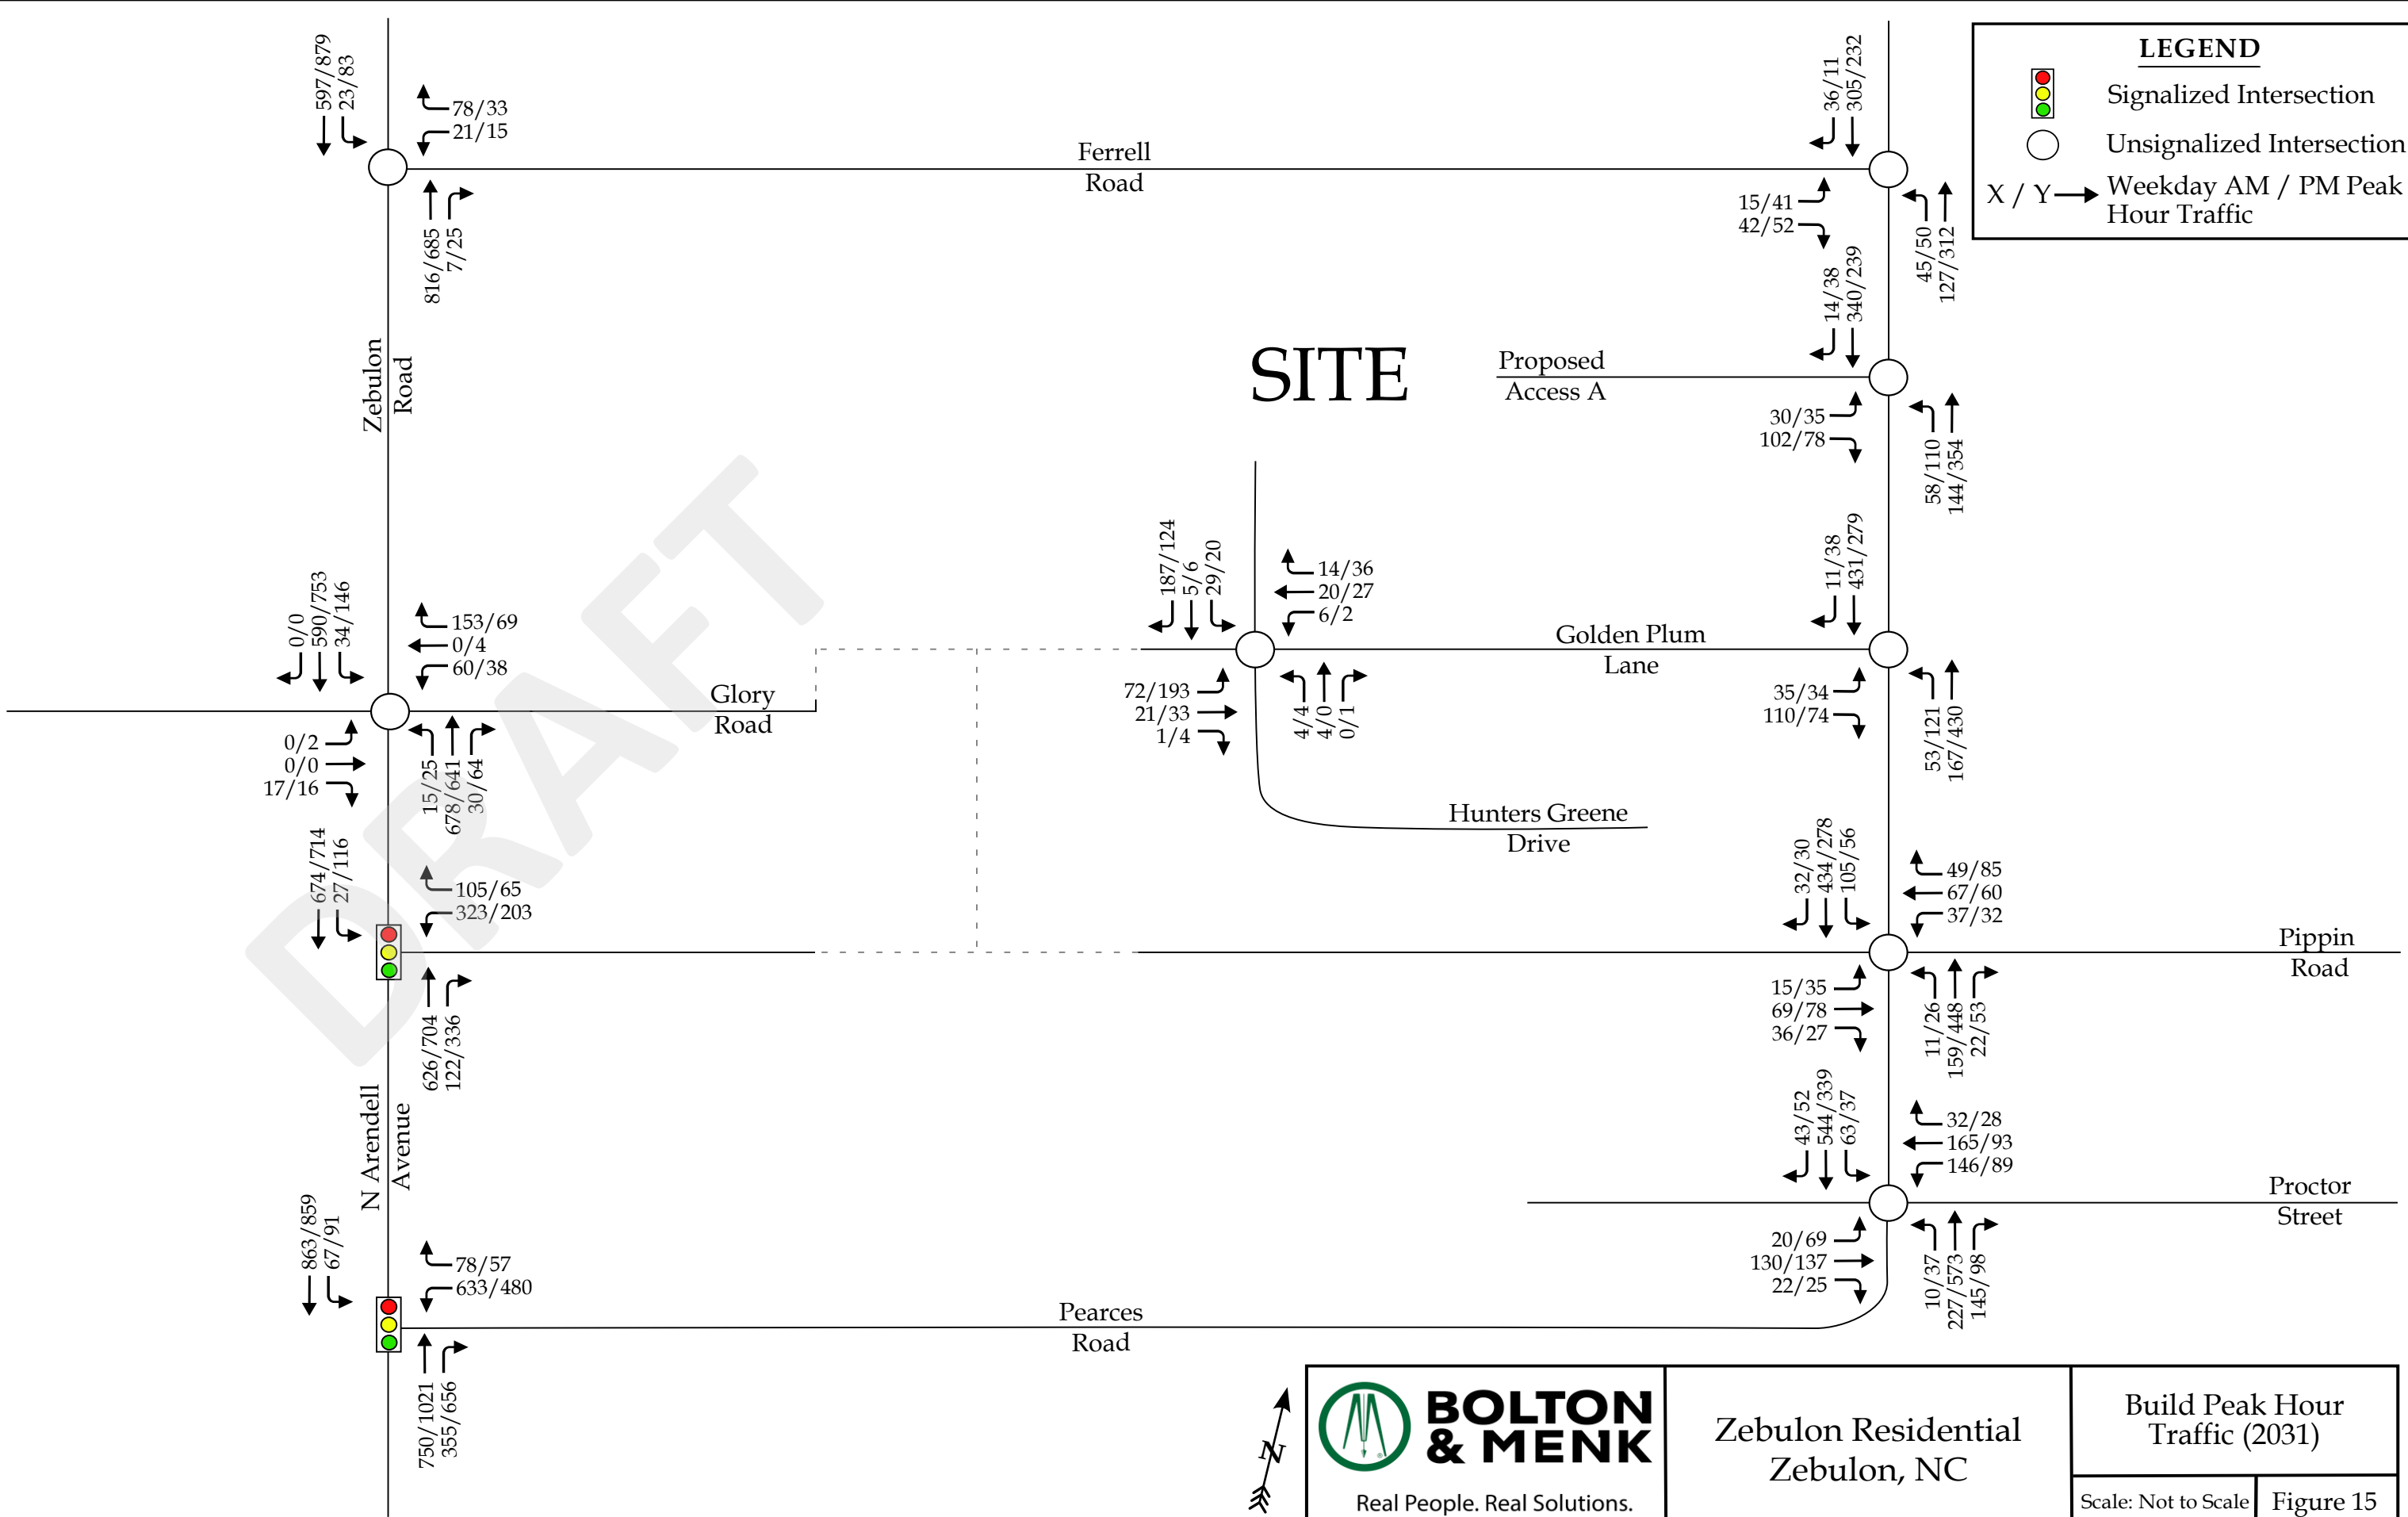 LEGEND
Signalized Intersection
Unsignalized Intersection
X / Y
Weekday AM / PM Peak
Hour Traffic
597/879
23/83
78/33
21/15
816/685
7/25
Ferrell
Road
36/11
305/232
15/41
42/52
45/50
127/312
Zebulon
Road
SITE
Proposed
Access A
14/38
340/239
30/35
102/78
58/110
144/354
0/0
590/753
34/146
153/69
0/4
60/38
0/2
0/0
17/16
15/25
678/641
30/64
Glory
Road
187/124
5/6
29/20
14/36
20/27
6/2
72/193
21/33
1/4
4/4
4/0
0/1
Golden Plum
Lane
11/38
431/279
35/34
110/74
53/121
167/430
Hunters Greene
Drive
DRAFT
674/714
27/116
105/65
323/203
626/704
122/336
32/30
434/278
105/56
49/85
67/60
37/32
15/35
69/78
36/27
11/26
159/448
22/53
Pippin
Road
N Arendell
Avenue
43/52
544/339
63/37
32/28
165/93
146/89
20/69
130/137
22/25
10/37
227/573
145/98
Proctor
Street
863/859
67/91
78/57
633/480
750/1021
355/656
Pearces
Road
N
BOLTON
& MENK
Real People. Real Solutions.
Zebulon Residential
Zebulon, NC
Build Peak Hour
Traffic (2031)
Scale: Not to Scale
Figure 15